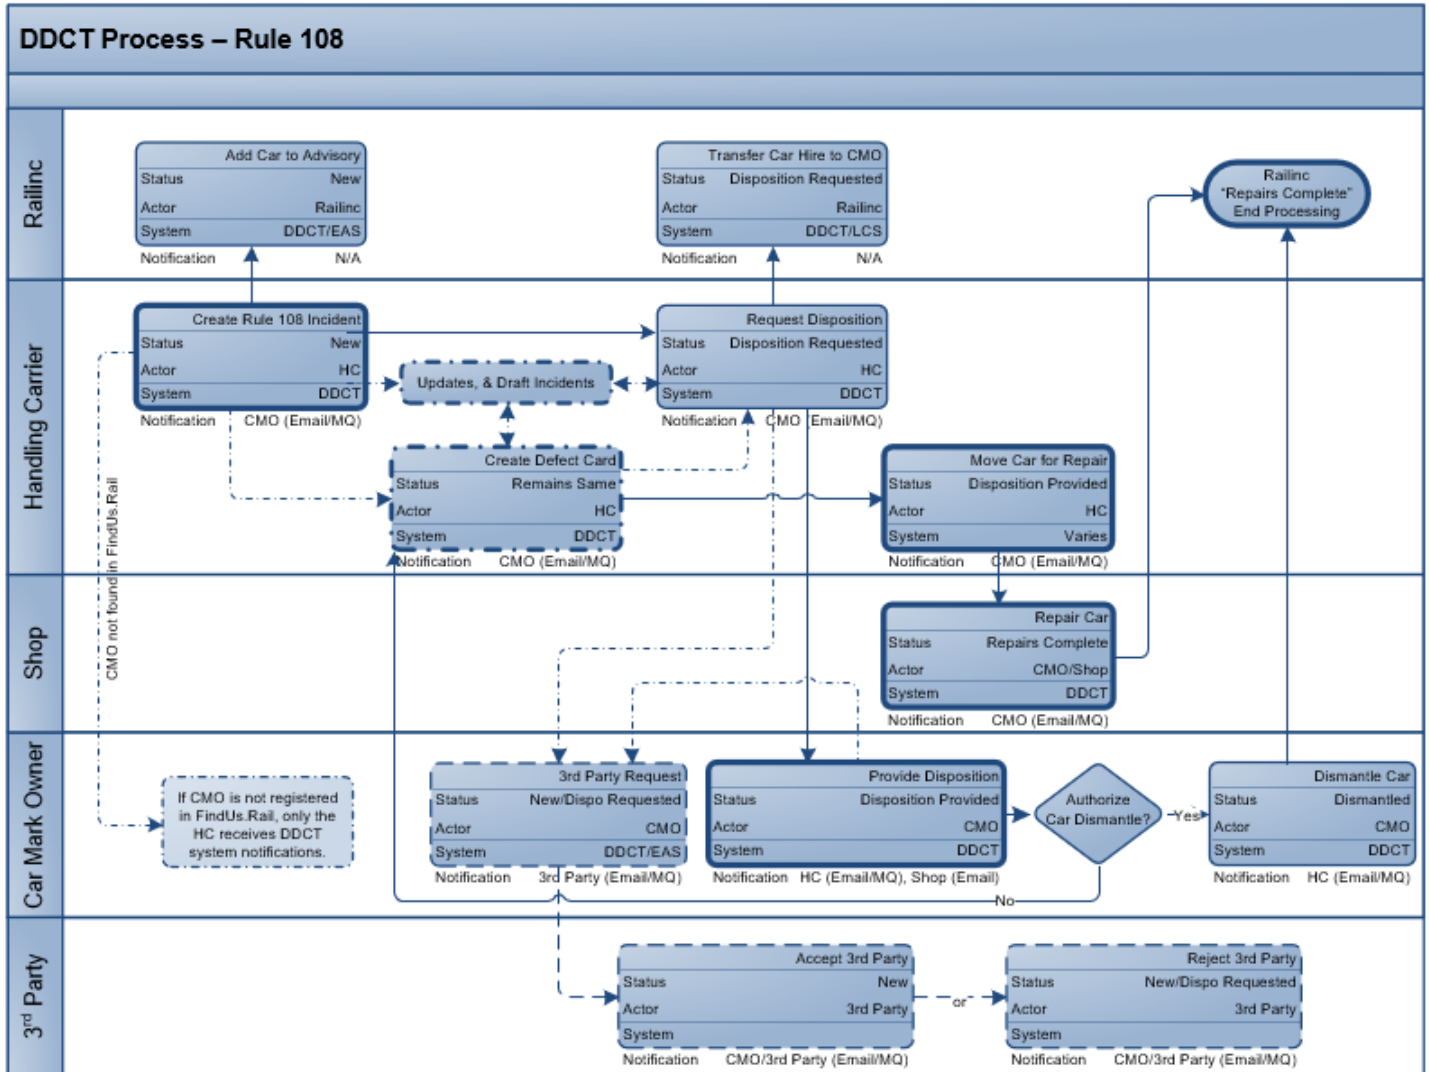 DDCT Process – Rule 108
Railinc
Add Car to Advisory
Status New
Actor Railinc
System DDCT/EAS
Notification N/A
Transfer Car Hire to CMO
Status Disposition Requested
Actor Railinc
System DDCT/LCS
Notification N/A
Railinc
“Repairs Complete”
End Processing
Handling Carrier
Create Rule 108 Incident
Status New
Actor HC
System DDCT
Notification CMO (Email/MQ)
Updates, & Draft Incidents
Request Disposition
Status Disposition Requested
Actor HC
System DDCT
Notification CMO (Email/MQ)
Create Defect Card
Status Remains Same
Actor HC
System DDCT
Notification CMO (Email/MQ)
Move Car for Repair
Status Disposition Provided
Actor HC
System Varies
Notification CMO (Email/MQ)
CMO not found in FindUs.Rail
Shop
Repair Car
Status Repairs Complete
Actor CMO/Shop
System DDCT
Notification CMO (Email/MQ)
Car Mark Owner
If CMO is not registered
in FindUs.Rail, only the
HC receives DDCT
system notifications.
3rd Party Request
Status New/Dispo Requested
Actor CMO
System DDCT/EAS
Notification 3rd Party (Email/MQ)
Provide Disposition
Status Disposition Provided
Actor CMO
System DDCT
Notification HC (Email/MQ), Shop (Email)
Authorize
Car Dismantle?
Yes
No
Dismantle Car
Status Dismantled
Actor CMO
System DDCT
Notification HC (Email/MQ)
3rd Party
Accept 3rd Party
Status New
Actor 3rd Party
System
Notification CMO/3rd Party (Email/MQ)
or
Reject 3rd Party
Status New/Dispo Requested
Actor 3rd Party
System
Notification CMO/3rd Party (Email/MQ)